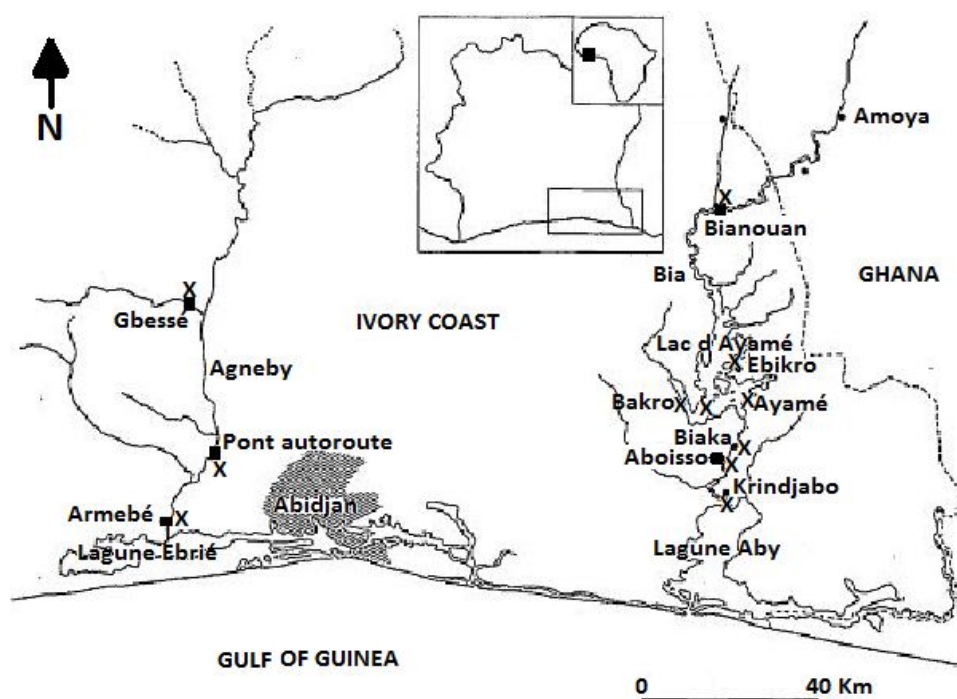 N
Amoya
X
Bianouan
Bia
GHANA
X
Gbessé
IVORY COAST
Lac d'Ayamé
X
Ebikro
Agneby
Bakro
X
X
X
Ayamé
Pont autoroute
X
Biaka
X
Aboisso
X
Krindjabo
X
Abidjan
Armebé
X
Lagune Ebrié
Lagune Aby
GULF OF GUINEA
0
40 Km